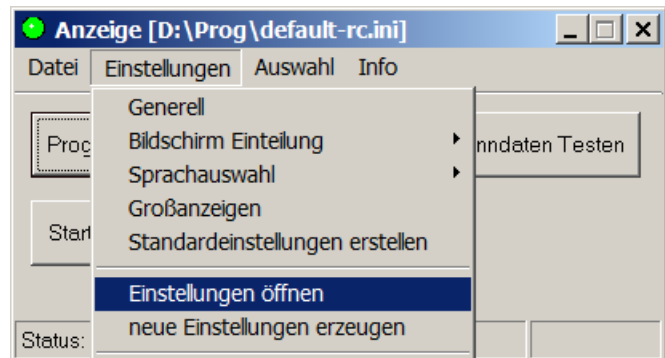 Anzeige [D:\Prog\default-rc.ini]
Datei Einstellungen Auswahl Info
Generell
Bildschirm Einteilung
Sprachauswahl
Großanzeigen
Standardeinstellungen erstellen
Einstellungen öffnen
neue Einstellungen erzeugen
Prog
nndaten Testen
Start
Status: